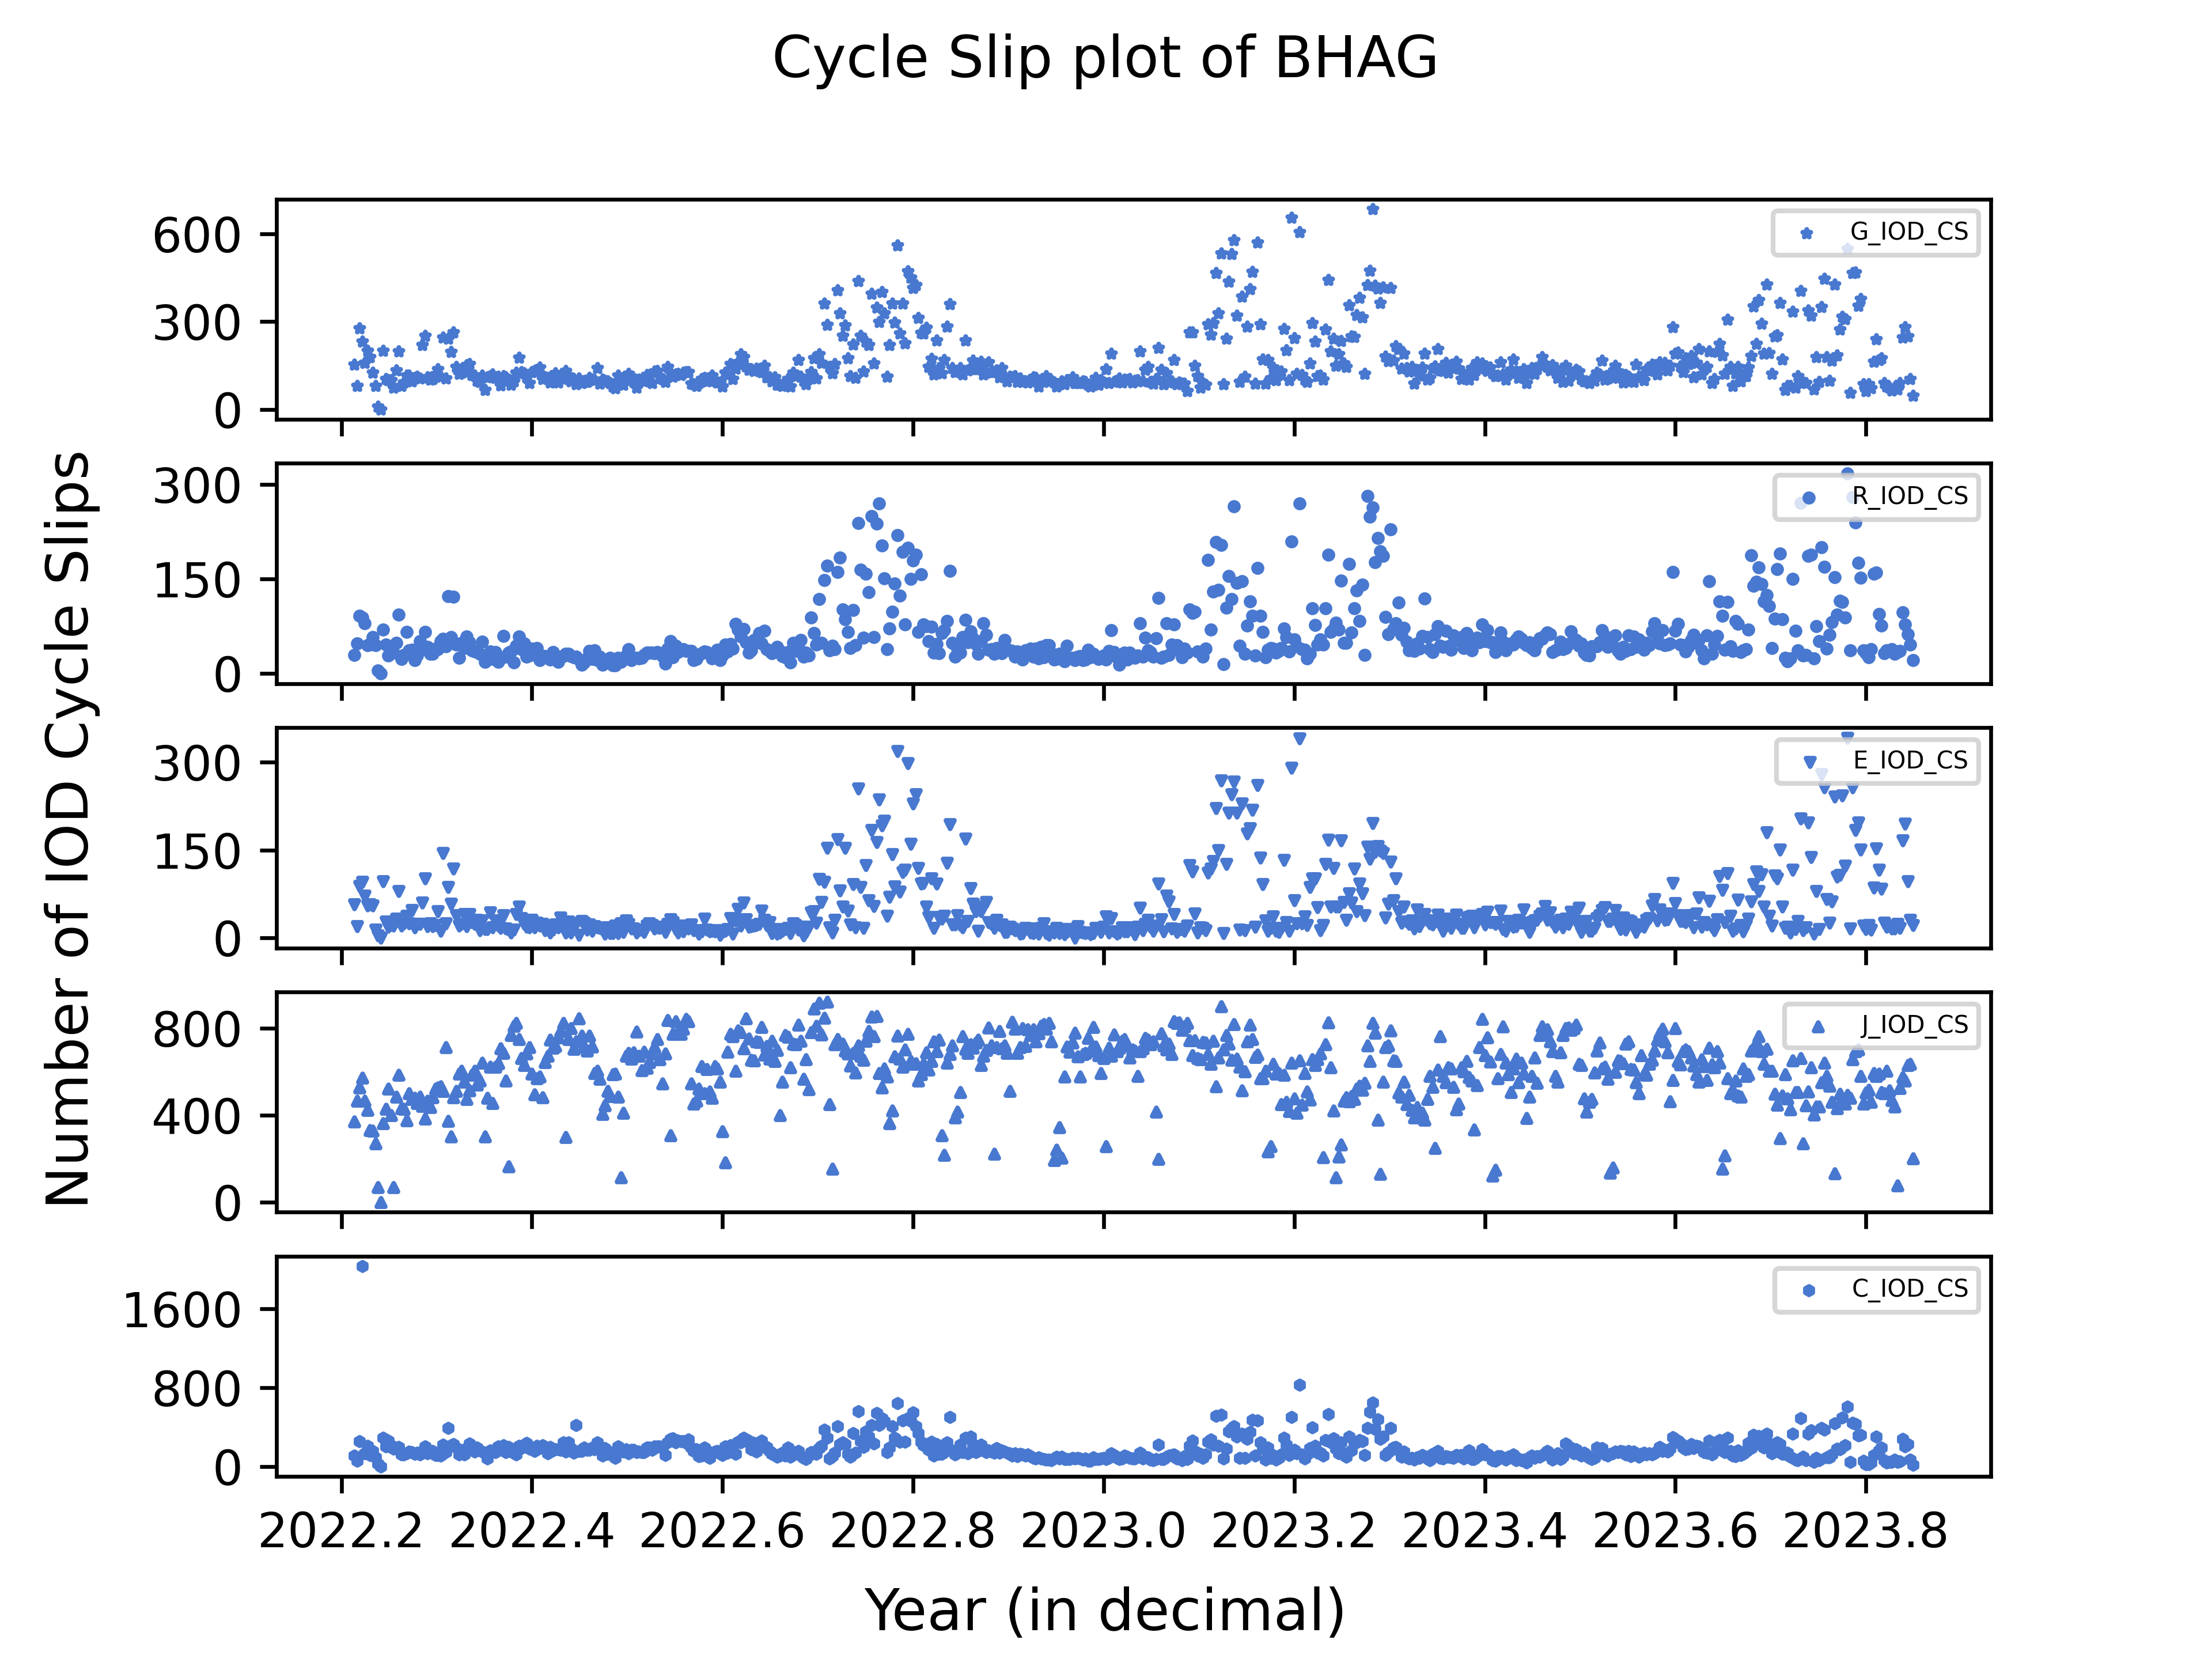 Cycle Slip plot of BHAG
Number of IOD Cycle Slips
600
300
0
G_IOD_CS
300
150
0
R_IOD_CS
300
150
0
E_IOD_CS
800
400
0
J_IOD_CS
1600
800
0
C_IOD_CS
2022.2 2022.4 2022.6 2022.8 2023.0 2023.2 2023.4 2023.6 2023.8
Year (in decimal)